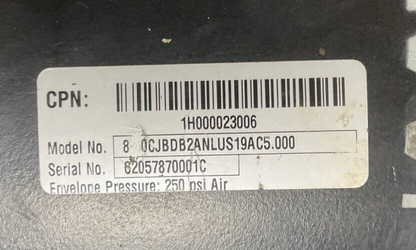 CPN:
1H000023006
Model No. 8 0CJBDB2ANLUS19AC5.000
Serial No. 62057870001C
Envelope Pressure: 250 psi Air